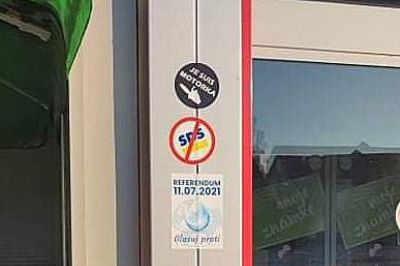 JE SUIS
MOTORKA
SDS
REFERENDUM
11.07.2021
Glasuj proti